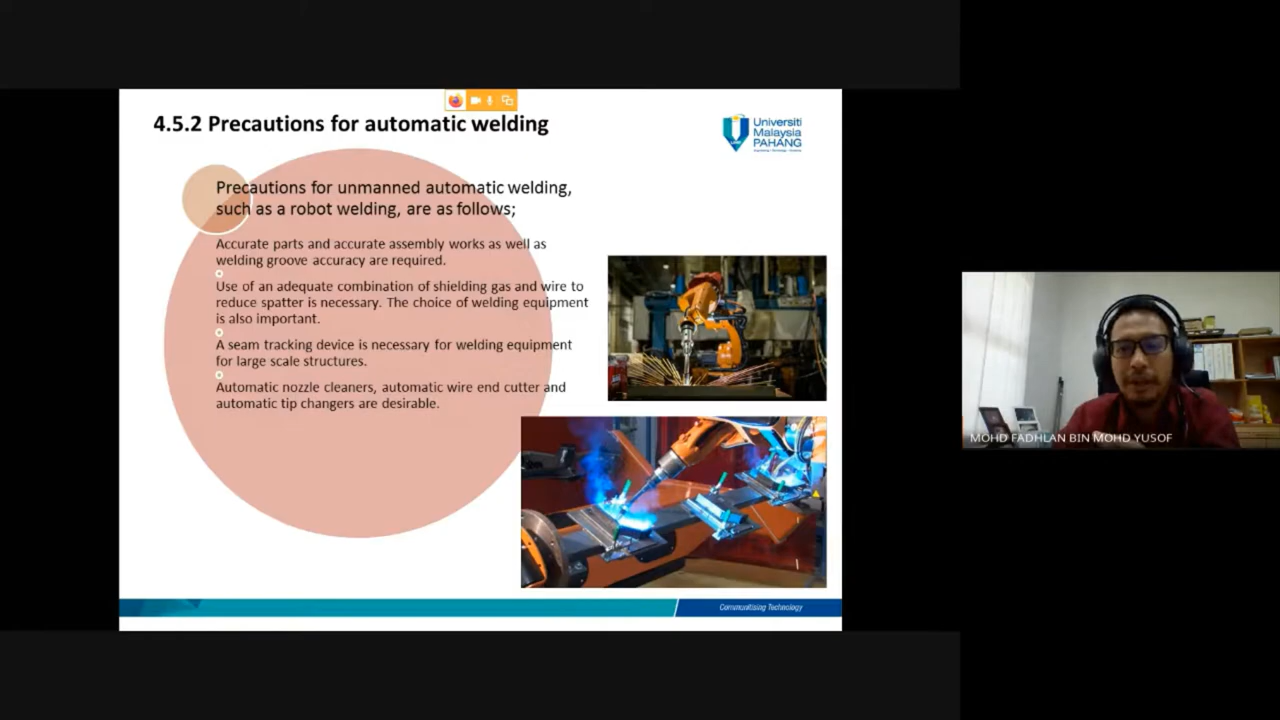 4.5.2 Precautions for automatic welding
Universiti
Malaysia
PAHANG
Precautions for unmanned automatic welding,
such as a robot welding, are as follows;
Accurate parts and accurate assembly works as well as
welding groove accuracy are required.
Use of an adequate combination of shielding gas and wire to
reduce spatter is necessary. The choice of welding equipment
is also important.
A seam tracking device is necessary for welding equipment
for large scale structures.
Automatic nozzle cleaners, automatic wire end cutter and
automatic tip changers are desirable.
MOHD FADHLAN BIN MOHD YUSOF
Communitising Technology